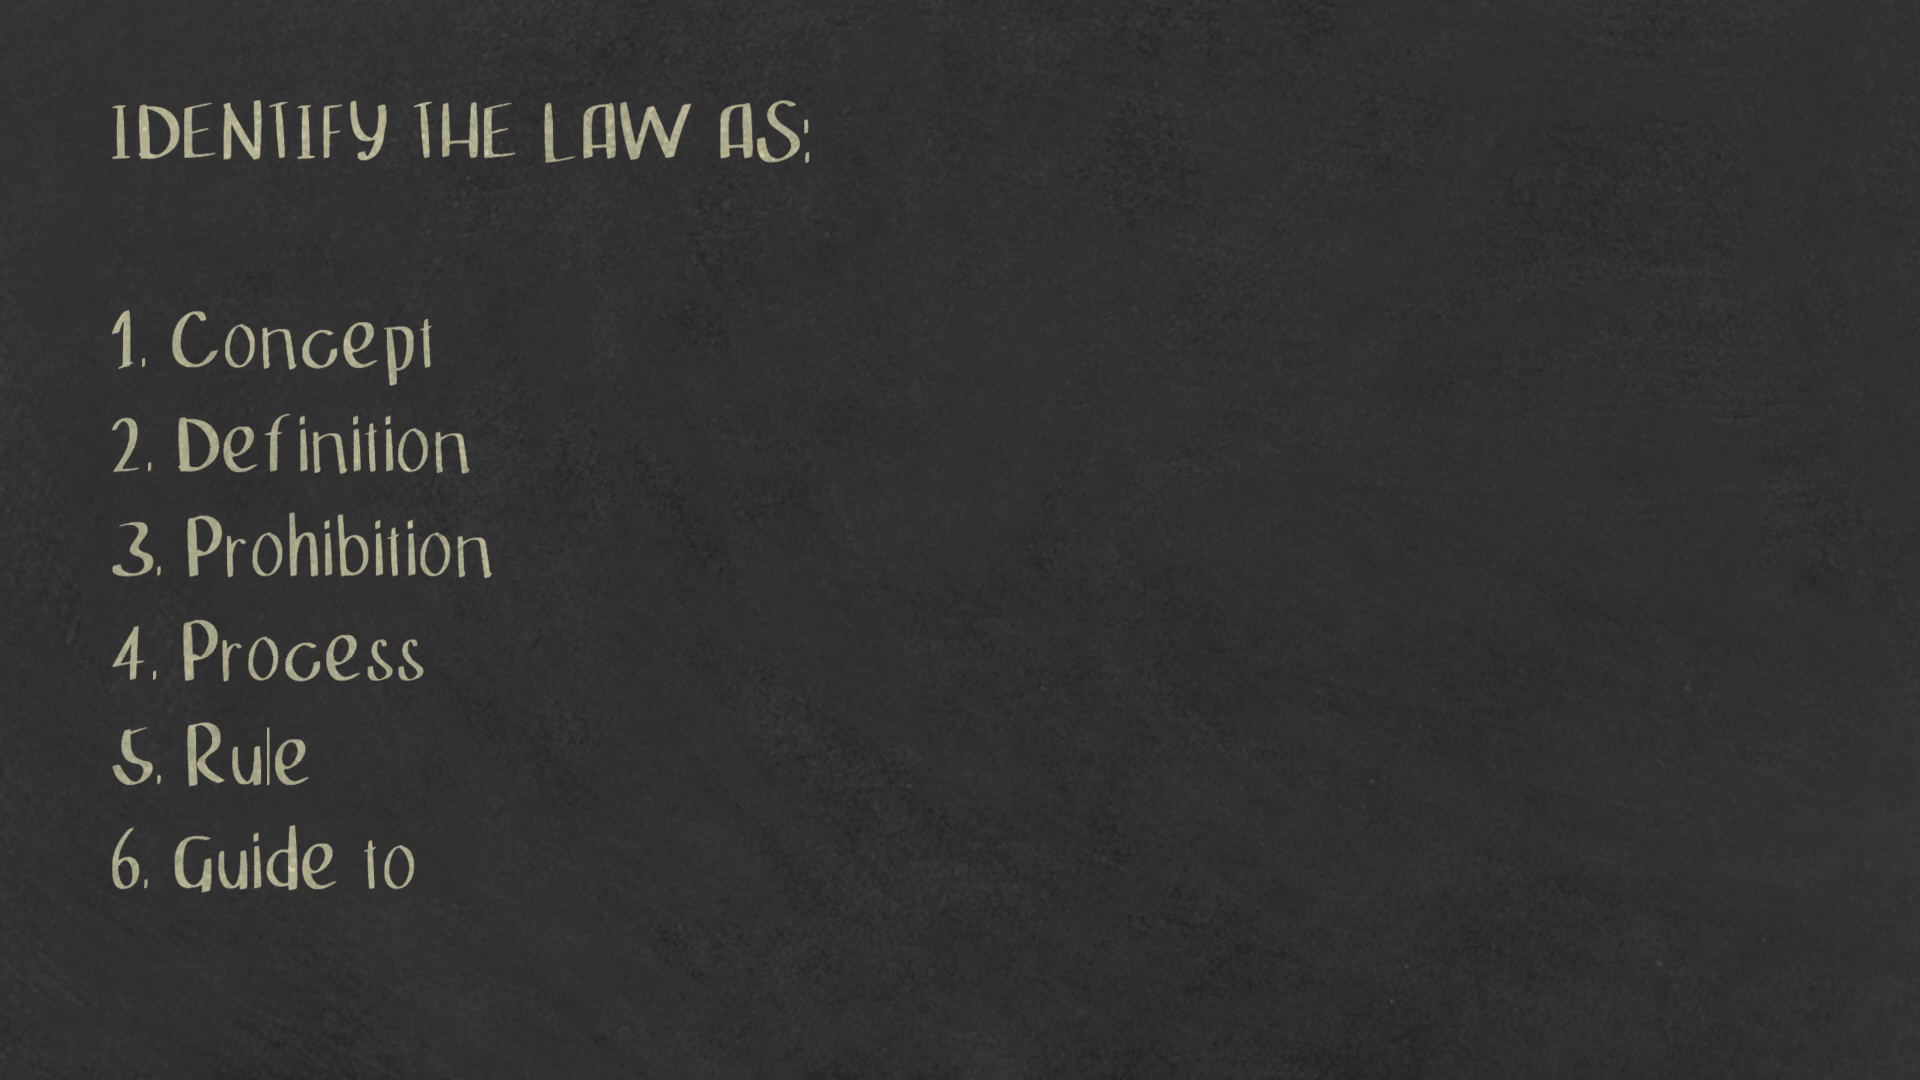 IDENTIFY THE LAW AS:
1. Concept
2. Definition
3. Prohibition
4. Process
5. Rule
6. Guide to